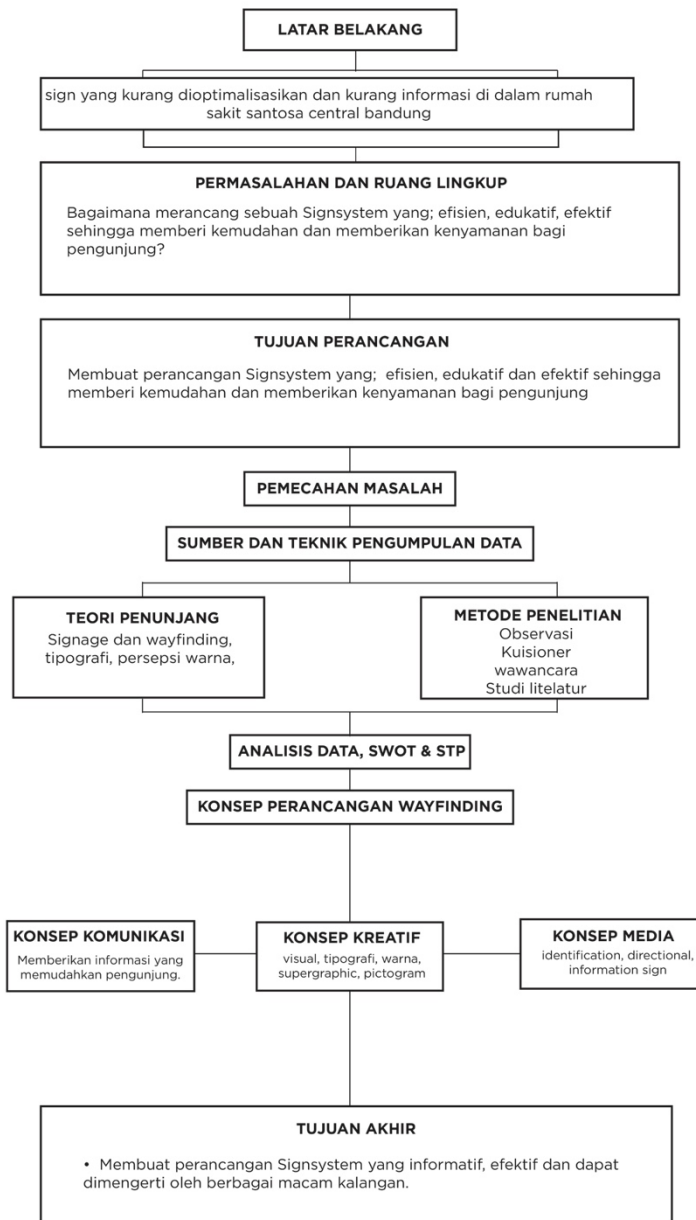 LATAR BELAKANG
sign yang kurang dioptimalisasikan dan kurang informasi di dalam rumah
sakit santosa central bandung
PERMASALAHAN DAN RUANG LINGKUP
Bagaimana merancang sebuah Signsystem yang; efisien, edukatif, efektif
sehingga memberi kemudahan dan memberikan kenyamanan bagi
pengunjung?
TUJUAN PERANCANGAN
Membuat perancangan Signsystem yang; efisien, edukatif dan efektif sehingga
memberi kemudahan dan memberikan kenyamanan bagi pengunjung
PEMECAHAN MASALAH
SUMBER DAN TEKNIK PENGUMPULAN DATA
TEORI PENUNJANG
Signage dan wayfinding,
tipografi, persepsi warna,
METODE PENELITIAN
Observasi
Kuisioner
wawancara
Studi litelatur
ANALISIS DATA, SWOT & STP
KONSEP PERANCANGAN WAYFINDING
KONSEP KOMUNIKASI
Memberikan informasi yang
memudahkan pengunjung.
KONSEP KREATIF
visual, tipografi, warna,
supergraphic, pictogram
KONSEP MEDIA
identification, directional,
information sign
TUJUAN AKHIR
• Membuat perancangan Signsystem yang informatif, efektif dan dapat
dimengerti oleh berbagai macam kalangan.